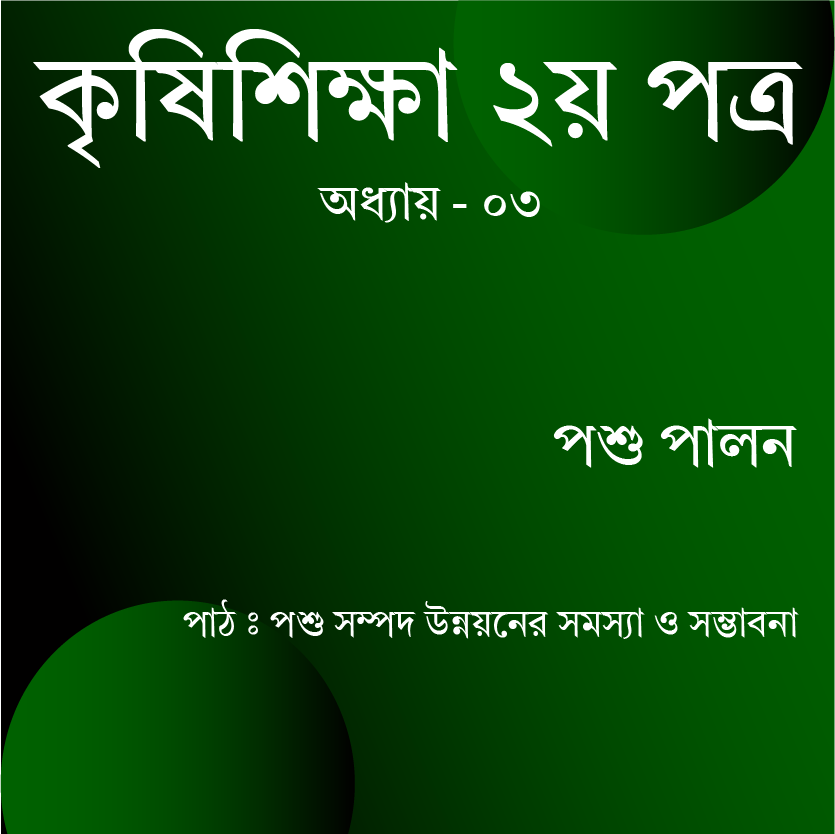 কৃষিশিক্ষা ২য় পত্র
অধ্যায় - ০৩
পশু পালন
পাঠ ঃ পশু সম্পদ উন্নয়নের সমস্যা ও সম্ভাবনা